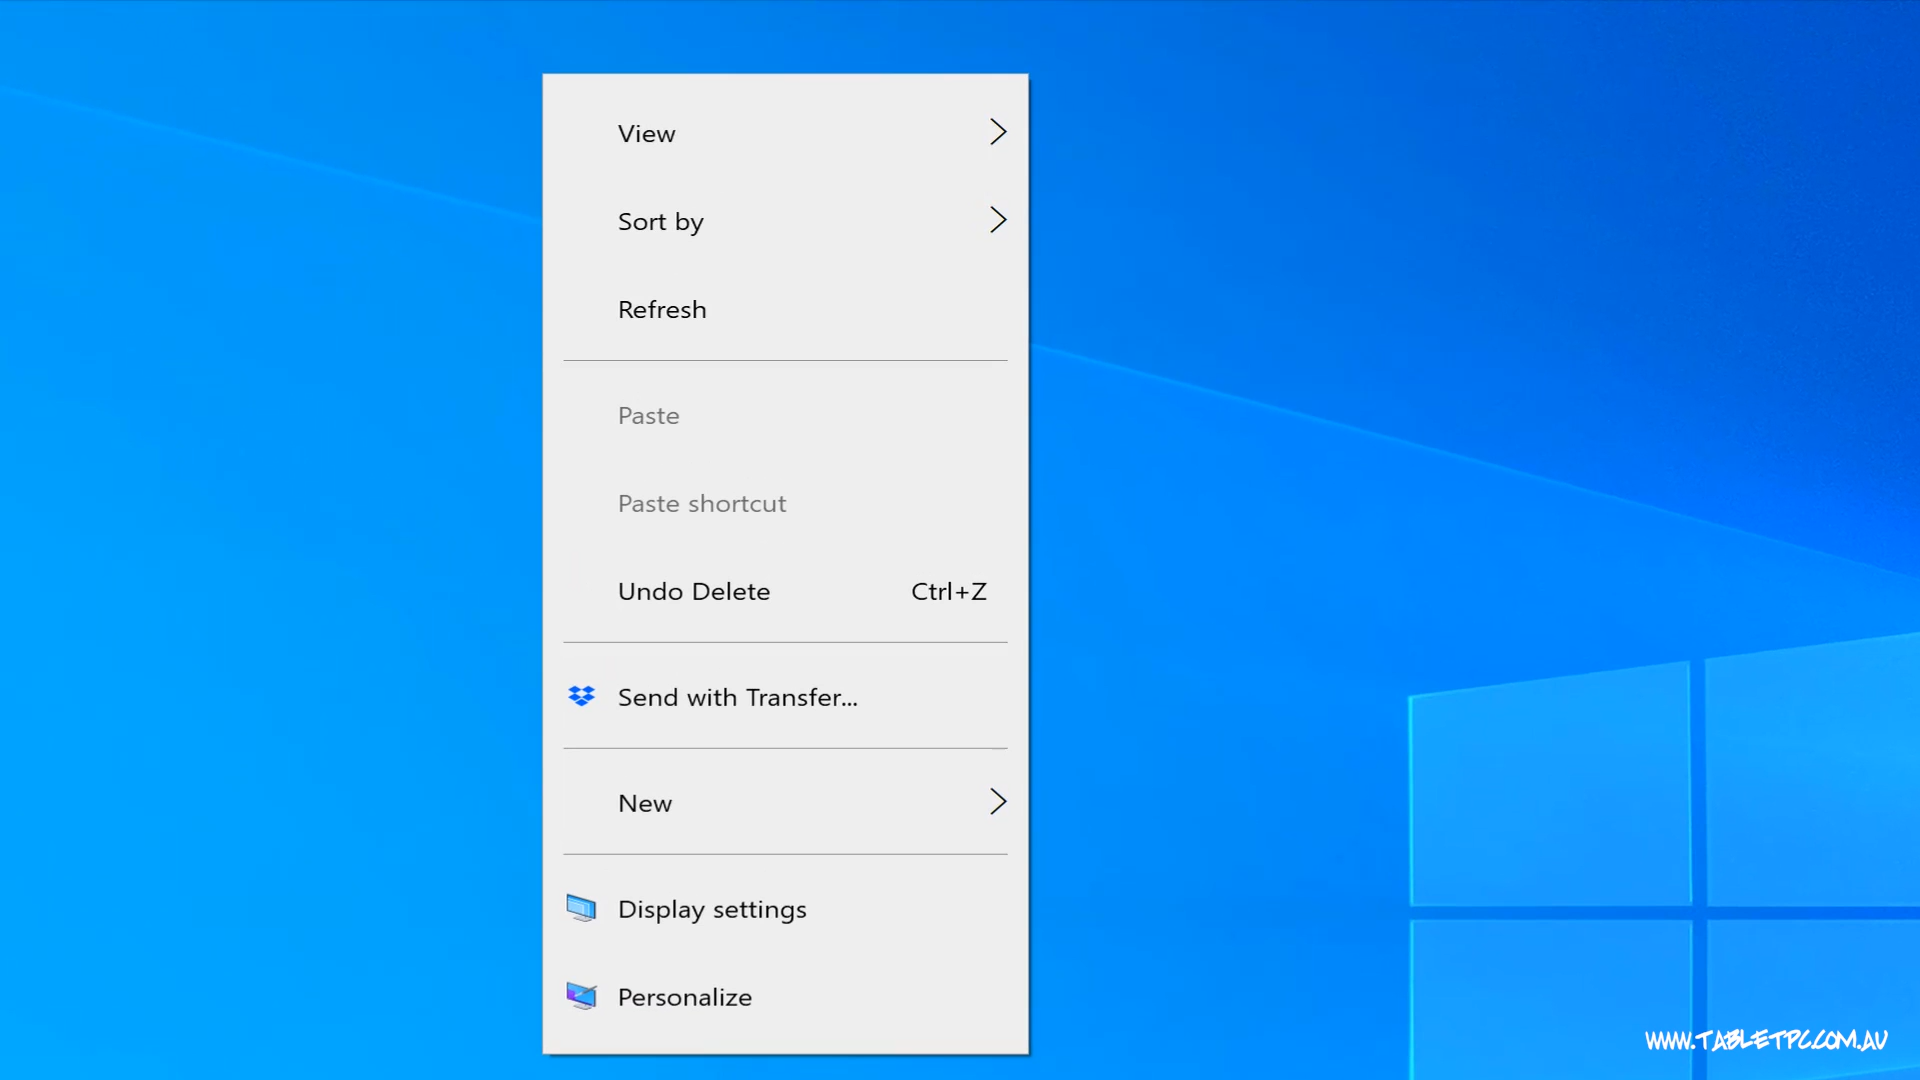 View
Sort by
Refresh
Paste
Paste shortcut
Undo Delete Ctrl+Z
Send with Transfer...
New
Display settings
Personalize
WWW.TABLETPC.COM.AU